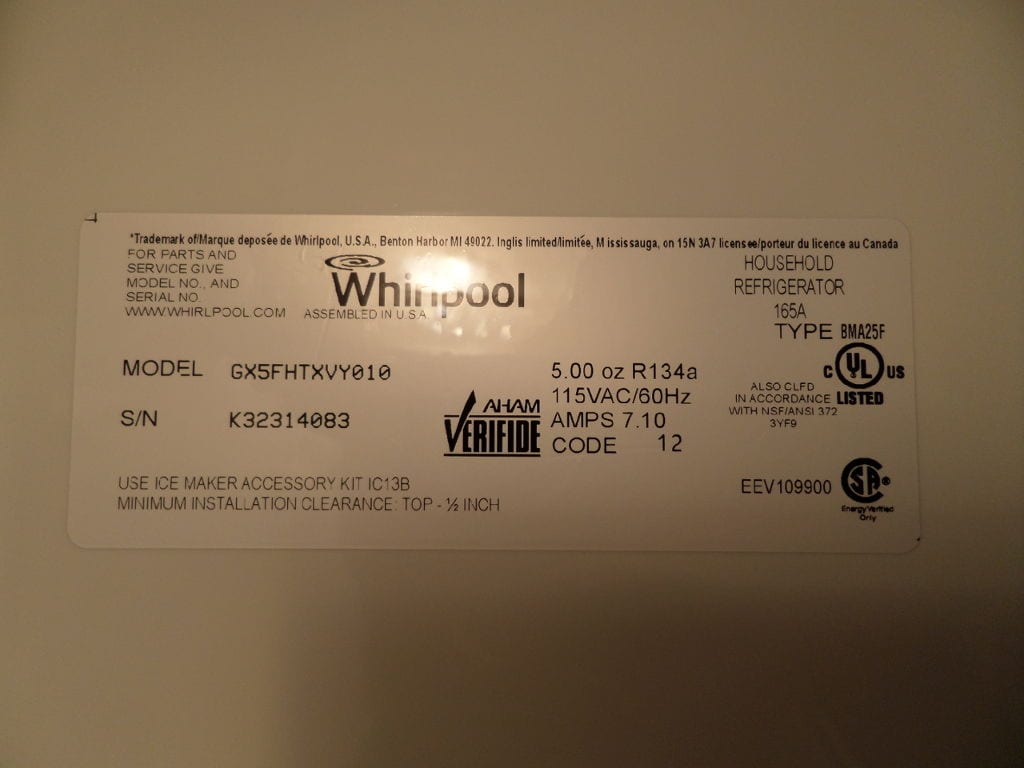 *Trademark of/Marque deposée de Whirlpool, U.S.A., Benton Harbor MI 49022. Inglis limited/limitée, M ississauga, on 15N 3A7 licensee/porteur du licence au Canada
FOR PARTS AND
SERVICE GIVE
MODEL NO., AND
SERIAL NO.
WWW.WHIRLPOOL.COM
Whirlpool
ASSEMBLED IN U.S.A.
HOUSEHOLD
REFRIGERATOR
165A
TYPE BMA25F
MODEL GX5FHTXVY010
S/N K32314083
AHAM
VERIFIDE
5.00 oz R134a
115VAC/60Hz
AMPS 7.10
CODE 12
C UL US
LISTED
ALSO CLFD
IN ACCORDANCE
WITH NSF/ANSI 372
3YF9
USE ICE MAKER ACCESSORY KIT IC13B
MINIMUM INSTALLATION CLEARANCE: TOP - ½ INCH
EEV109900
SA®
Energy Verified
Only